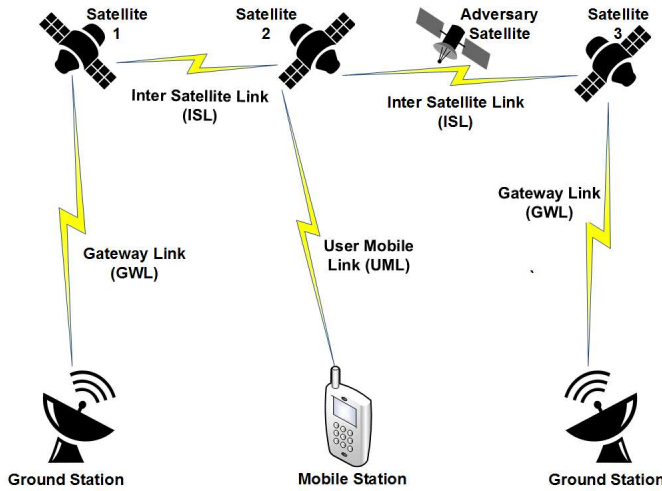 Satellite
1
Satellite
2
Adversary
Satellite
Satellite
3
Inter Satellite Link
(ISL)
Inter Satellite Link
(ISL)
Gateway Link
(GWL)
Gateway Link
(GWL)
User Mobile
Link (UML)
Ground Station
Mobile Station
Ground Station